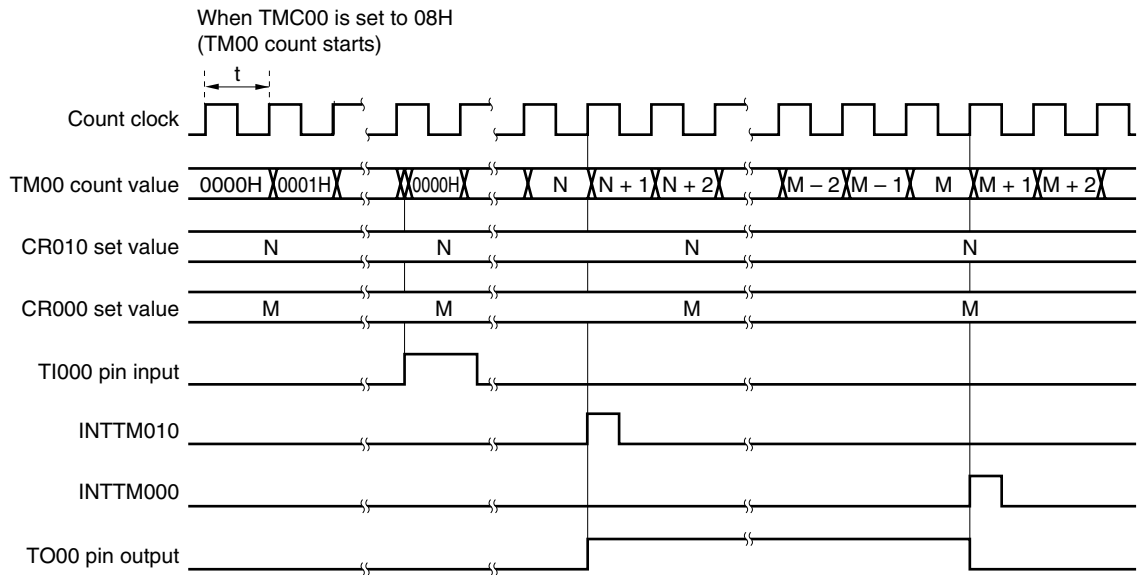 When TMC00 is set to 08H
(TM00 count starts)
t
Count clock
TM00 count value 0000H 0001H 0000H N N + 1 N + 2 M – 2 M – 1 M M + 1 M + 2
CR010 set value N N N N
CR000 set value M M M M
TI000 pin input
INTTM010
INTTM000
TO00 pin output